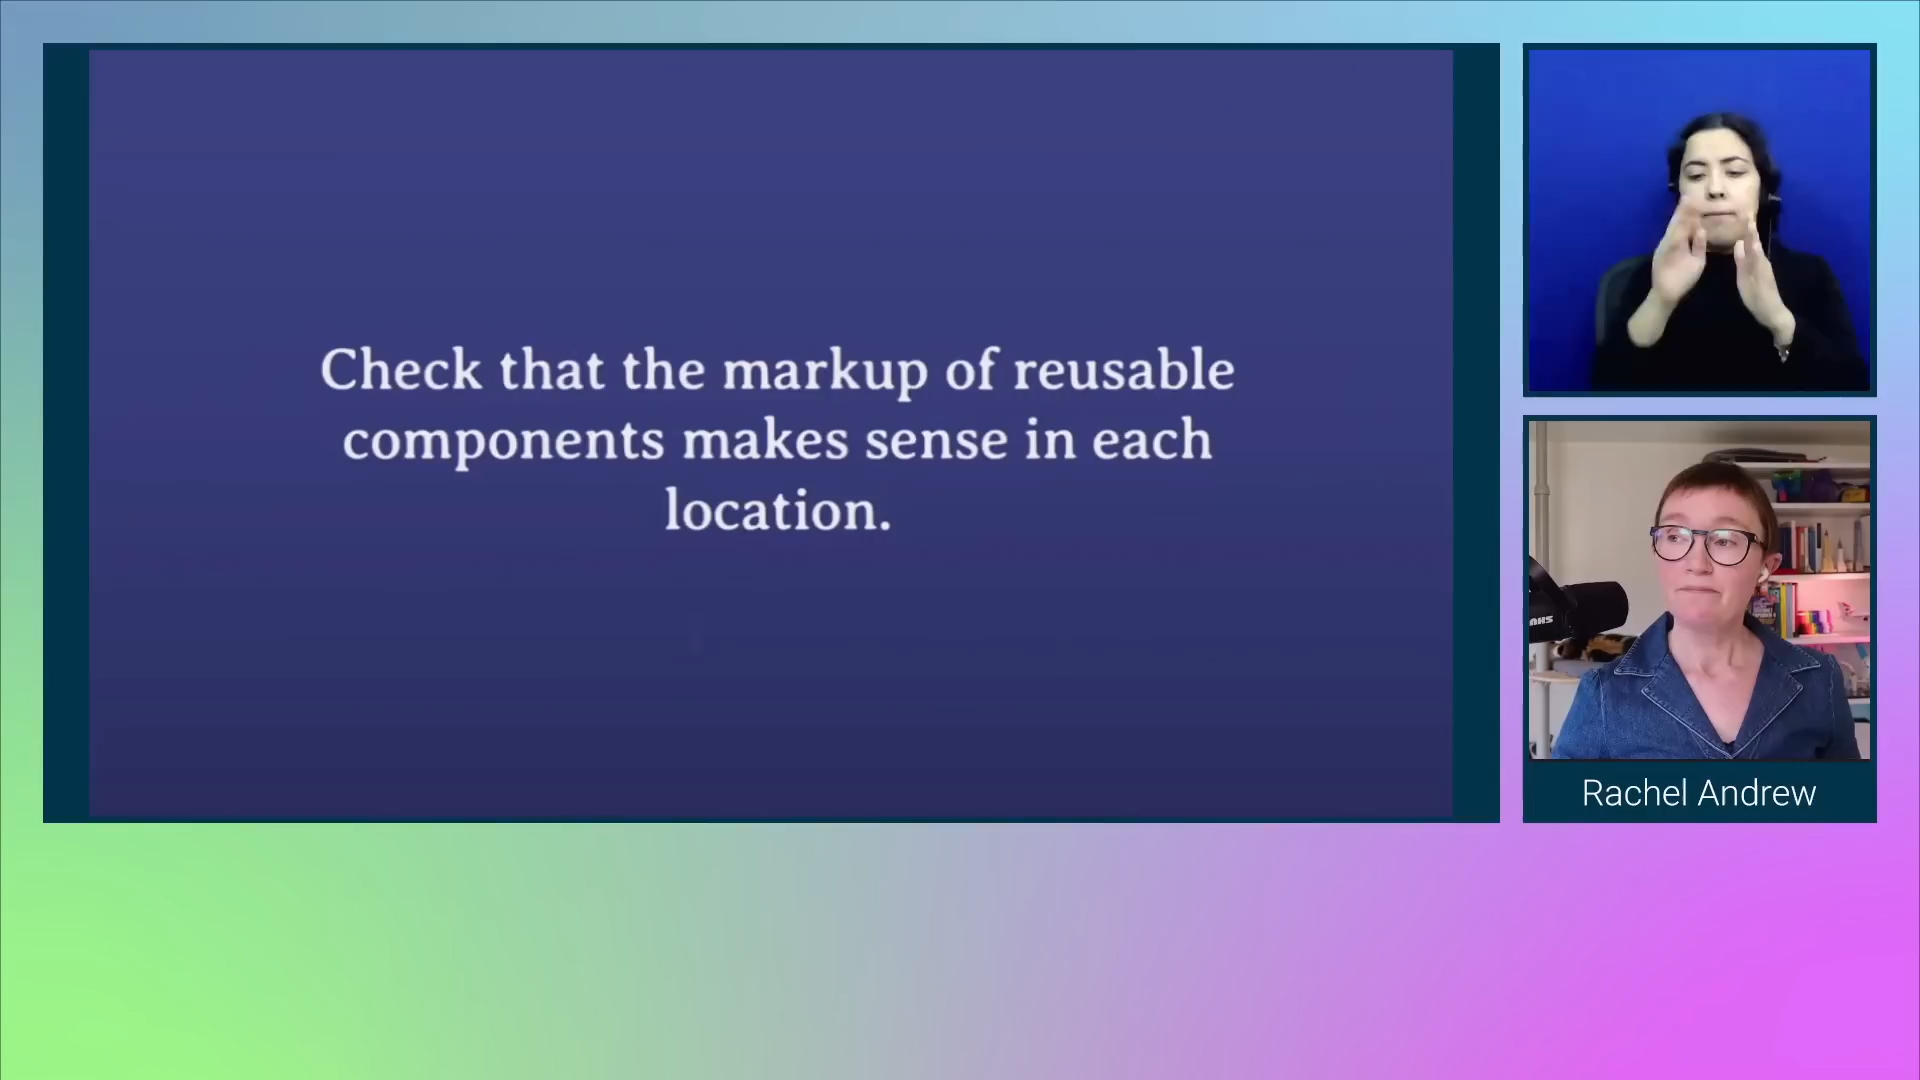 Check that the markup of reusable
components makes sense in each
location.
Rachel Andrew